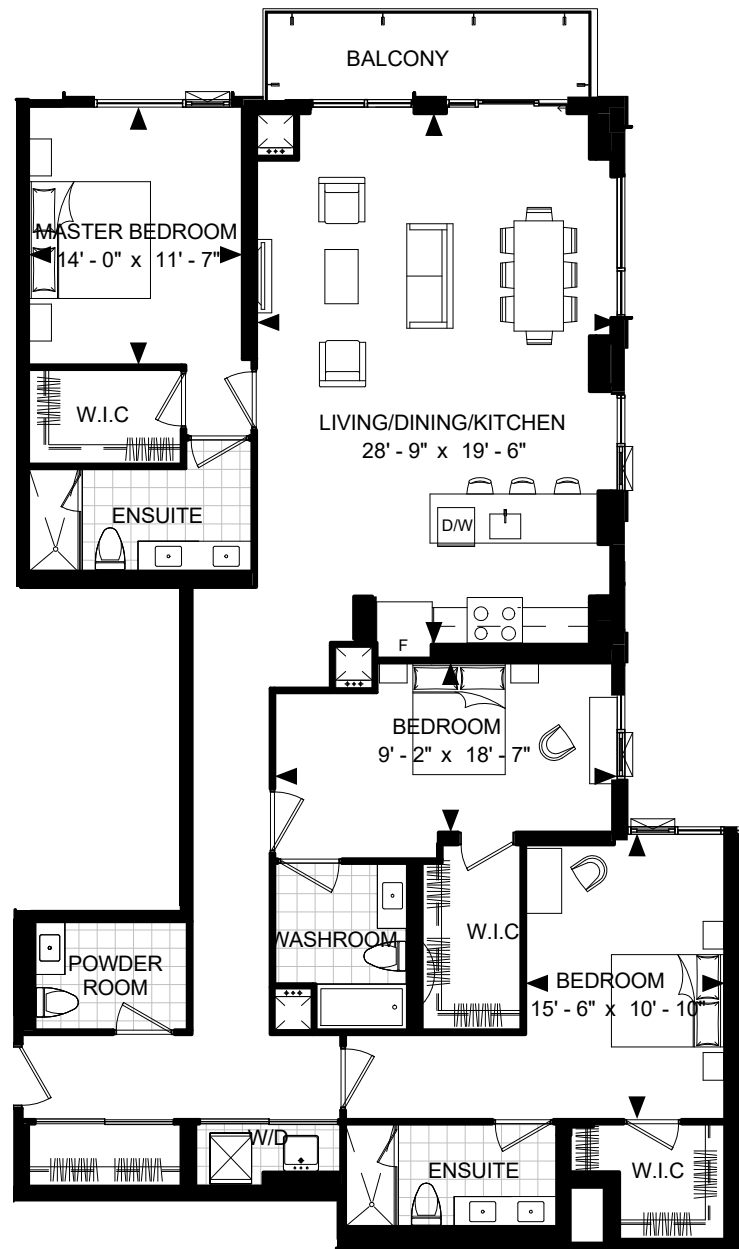 BALCONY
MASTER BEDROOM
14' - 0" x 11' - 7"
W.I.C
LIVING/DINING/KITCHEN
28' - 9" x 19' - 6"
ENSUITE
D/W
F
BEDROOM
9' - 2" x 18' - 7"
W.I.C
WASHROOM
POWDER
ROOM
BEDROOM
15' - 6" x 10' - 10"
W/D
ENSUITE
W.I.C